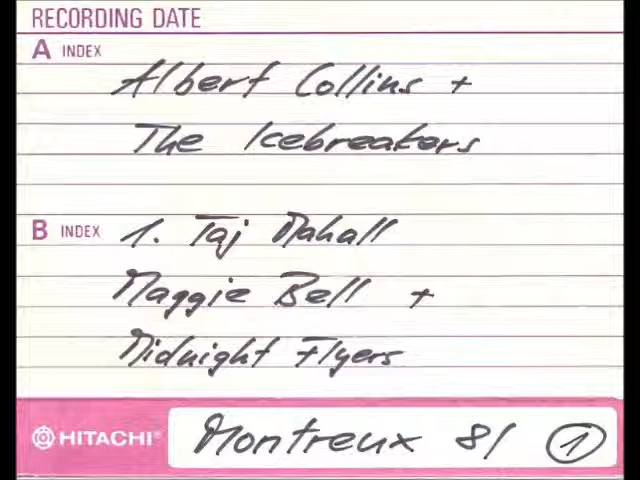 RECORDING DATE
A INDEX
Albert Collins +
The Icebreakers
B INDEX 1. Taj Mahall
Maggie Bell +
Midnight Flyers
HITACHI® Montreux 81 1